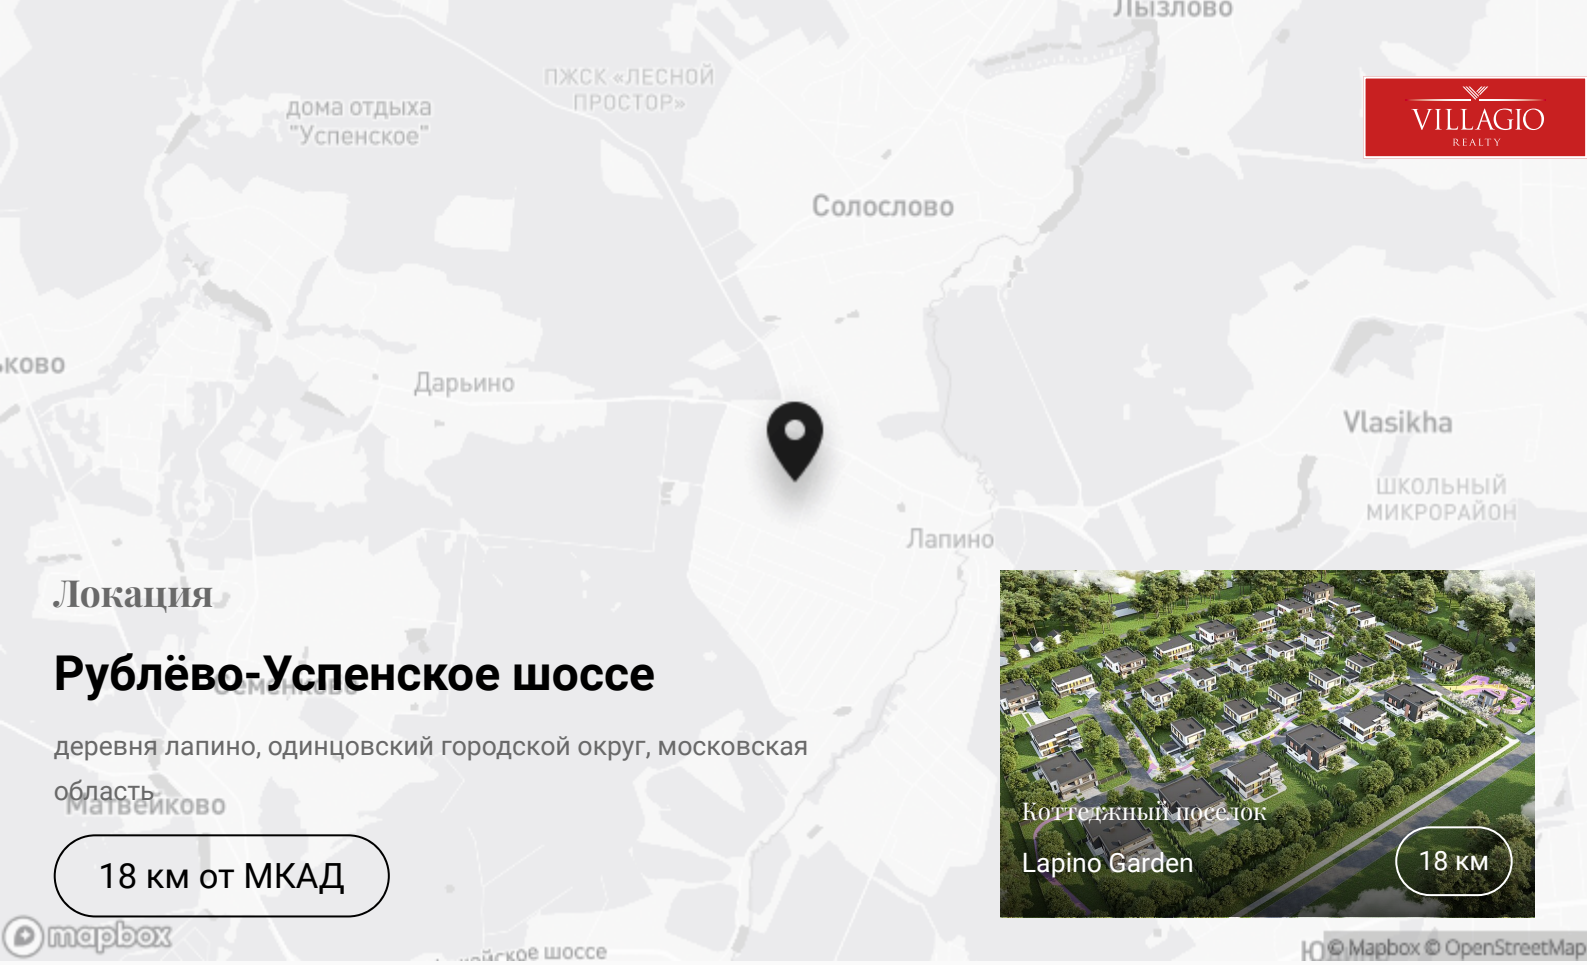 Лызлово
ПЖСК «ЛЕСНОЙ
ПРОСТОР»
дома отдыха
"Успенское"
VILLAGIO
REALTY
Солослово
ьково
Дарьино
Vlasikha
ШКОЛЬНЫЙ
МИКРОРАЙОН
Лапино
Локация
Рублёво-Успенское шоссе
Семенково
деревня лапино, одинцовский городской округ, московская
область
Матвейково
18 км от МКАД
Коттеджный поселок
Lapino Garden
18 км
mapbox
шоссе
© Mapbox © OpenStreetMap